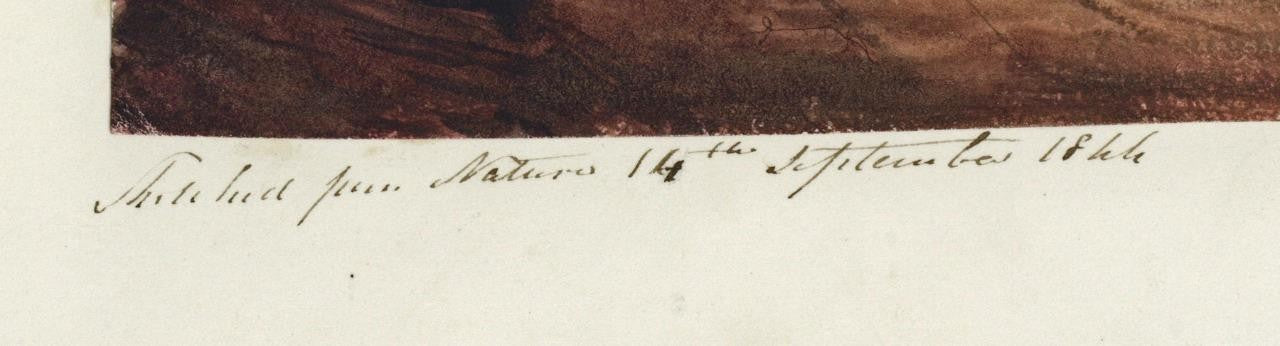 Sketched from Nature 14th September 1844